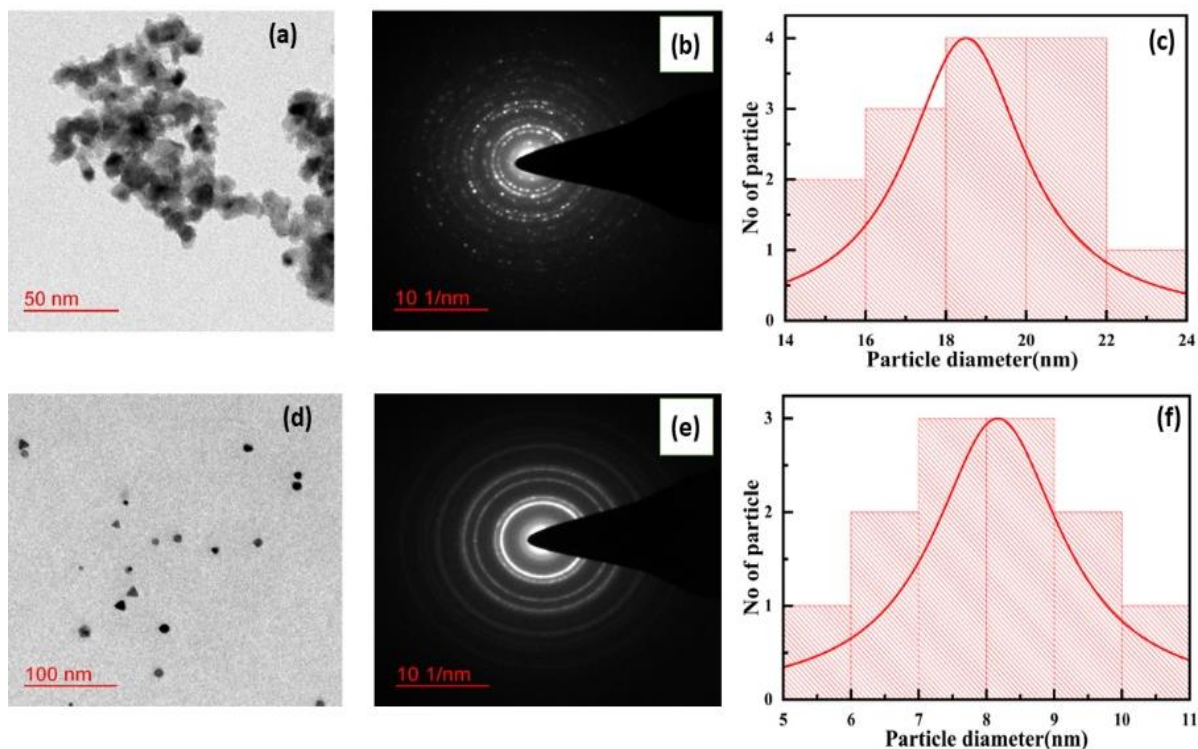 (a)
50 nm
(b)
10 1/nm
(c)
No of particle
4
3
2
1
0
14 16 18 20 22 24
Particle diameter(nm)
(d)
100 nm
(e)
10 1/nm
(f)
No of particle
3
2
1
0
5 6 7 8 9 10 11
Particle diameter(nm)